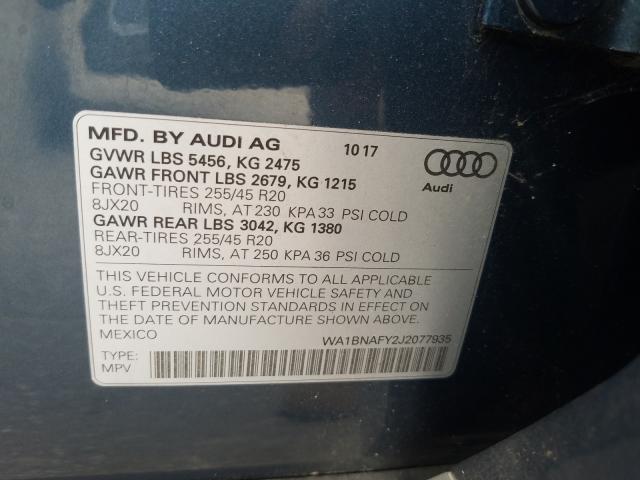 MFD. BY AUDI AG 10 17
GVWR LBS 5456, KG 2475
GAWR FRONT LBS 2679, KG 1215
FRONT-TIRES 255/45 R20
8JX20 RIMS, AT 230 KPA 33 PSI COLD
GAWR REAR LBS 3042, KG 1380
REAR-TIRES 255/45 R20
8JX20 RIMS, AT 250 KPA 36 PSI COLD
Audi
THIS VEHICLE CONFORMS TO ALL APPLICABLE
U.S. FEDERAL MOTOR VEHICLE SAFETY AND
THEFT PREVENTION STANDARDS IN EFFECT ON
THE DATE OF MANUFACTURE SHOWN ABOVE.
MEXICO WA1BNAFY2J2077935
TYPE:
MPV